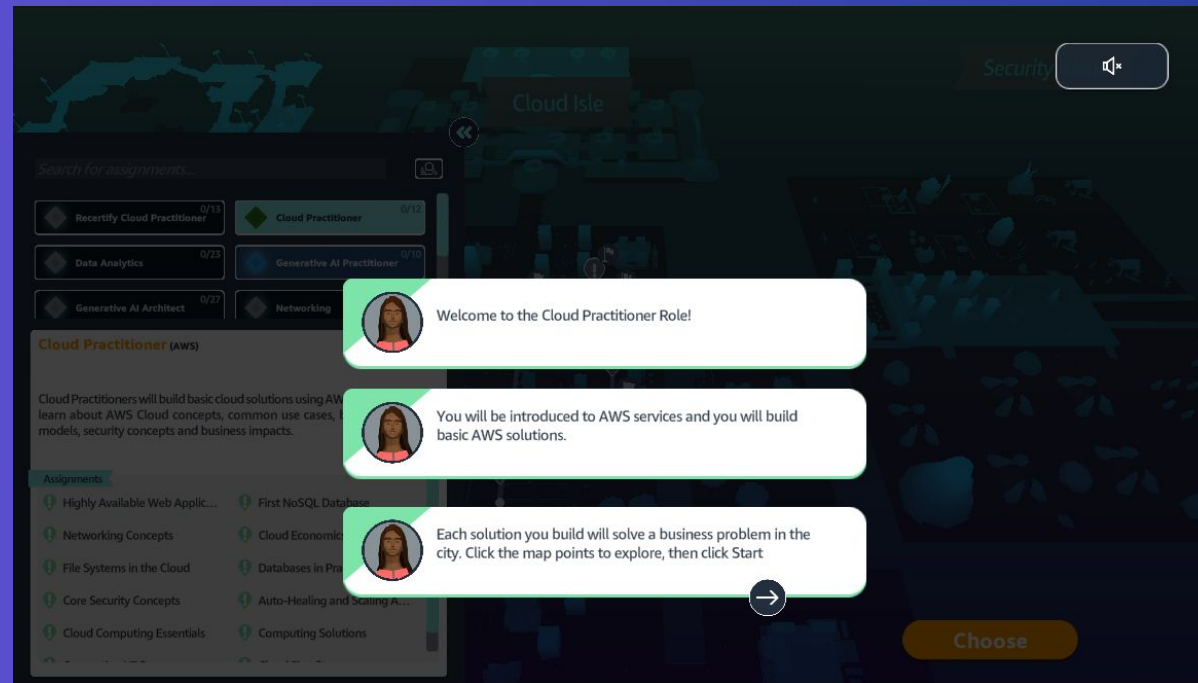 Security
Cloud Isle
Search for assignments...
Recertify Cloud Practitioner 0/13
Cloud Practitioner 0/12
Data Analytics 0/23
Generative AI Practitioner 0/10
Generative AI Architect 0/27
Networking
Cloud Practitioner (AWS)
Cloud Practitioners will build basic cloud solutions using AW
learn about AWS Cloud concepts, common use cases,
models, security concepts and business impacts.
Assignments
Highly Available Web Applic...
First NoSQL Database
Networking Concepts
Cloud Economic
File Systems in the Cloud
Databases in Pra
Core Security Concepts
Auto-Healing and Scaling A...
Cloud Computing Essentials
Computing Solutions
Welcome to the Cloud Practitioner Role!
You will be introduced to AWS services and you will build
basic AWS solutions.
Each solution you build will solve a business problem in the
city. Click the map points to explore, then click Start
Choose